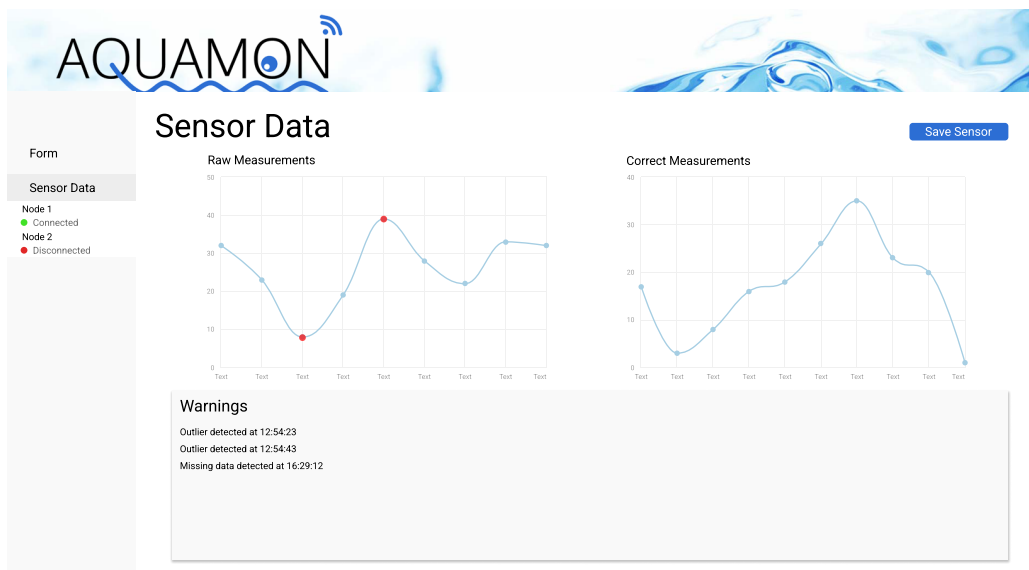 AQUAMON
Form
Sensor Data
Node 1
Connected
Node 2
Disconnected
Sensor Data
Save Sensor
Raw Measurements
50
40
30
20
10
0
Text Text Text Text Text Text Text Text Text
Correct Measurements
40
30
20
10
0
Text Text Text Text Text Text Text Text Text Text
Warnings
Outlier detected at 12:54:23
Outlier detected at 12:54:43
Missing data detected at 16:29:12